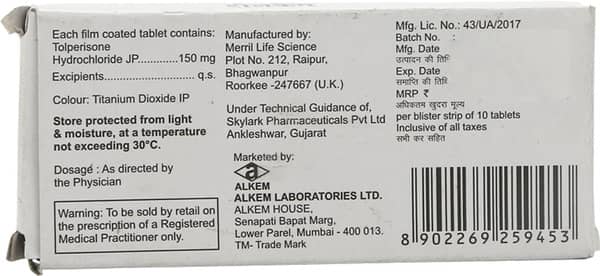 Each film coated tablet contains:
Tolperisone
Hydrochloride JP.............150 mg
Excipients..........................q.s.
Colour: Titanium Dioxide IP
Store protected from light
& moisture, at a temperature
not exceeding 30°C.
Dosagé : As directed by
the Physician
Warning: To be sold by retail on
the prescription of a Registered
Medical Practitioner only.
Manufactured by:
Merril Life Science
Plot No. 212, Raipur,
Bhagwanpur
Roorkee -247667 (U.K.)
Under Technical Guidance of,
Skylark Pharmaceuticals Pvt Ltd
Ankleshwar, Gujarat
Marketed by:
a
ALKEM
ALKEM LABORATORIES LTD.
ALKEM HOUSE,
Senapati Bapat Marg,
Lower Parel, Mumbai - 400 013.
TM- Trade Mark
Mfg. Lic. No.: 43/UA/2017
Batch No. :
Mfg. Date
उत्पादन की तिथि
Exp. Date
समाप्ति की तिथि
MRP ₹
अधिकतम खुदरा मूल्य
per blister strip of 10 tablets
Inclusive of all taxes
सभी कर सहित
8 902269 259453